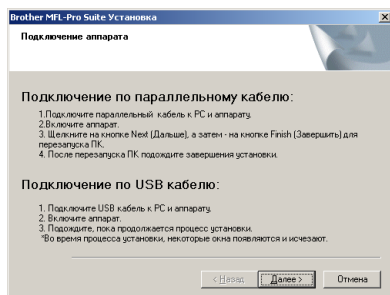 Brother MFL-Pro Suite Установка
Подключение аппарата
Подключение по параллельному кабелю:
1.Подключите параллельный кабель к PC и аппарату.
2.Включите аппарат.
3. Щелкните на кнопке Next (Дальше), а затем - на кнопке Finish (Завершить) для
перезапуска ПК.
4. После перезапуска ПК подождите завершения установки.
Подключение по USB кабелю:
1. Подключите USB кабель к PC и аппарату.
2. Включите аппарат.
3. Подождите, пока продолжается процесс установки.
*Во время процесса установки, некоторые окна появляются и исчезают.
< Назад
Далее >
Отмена